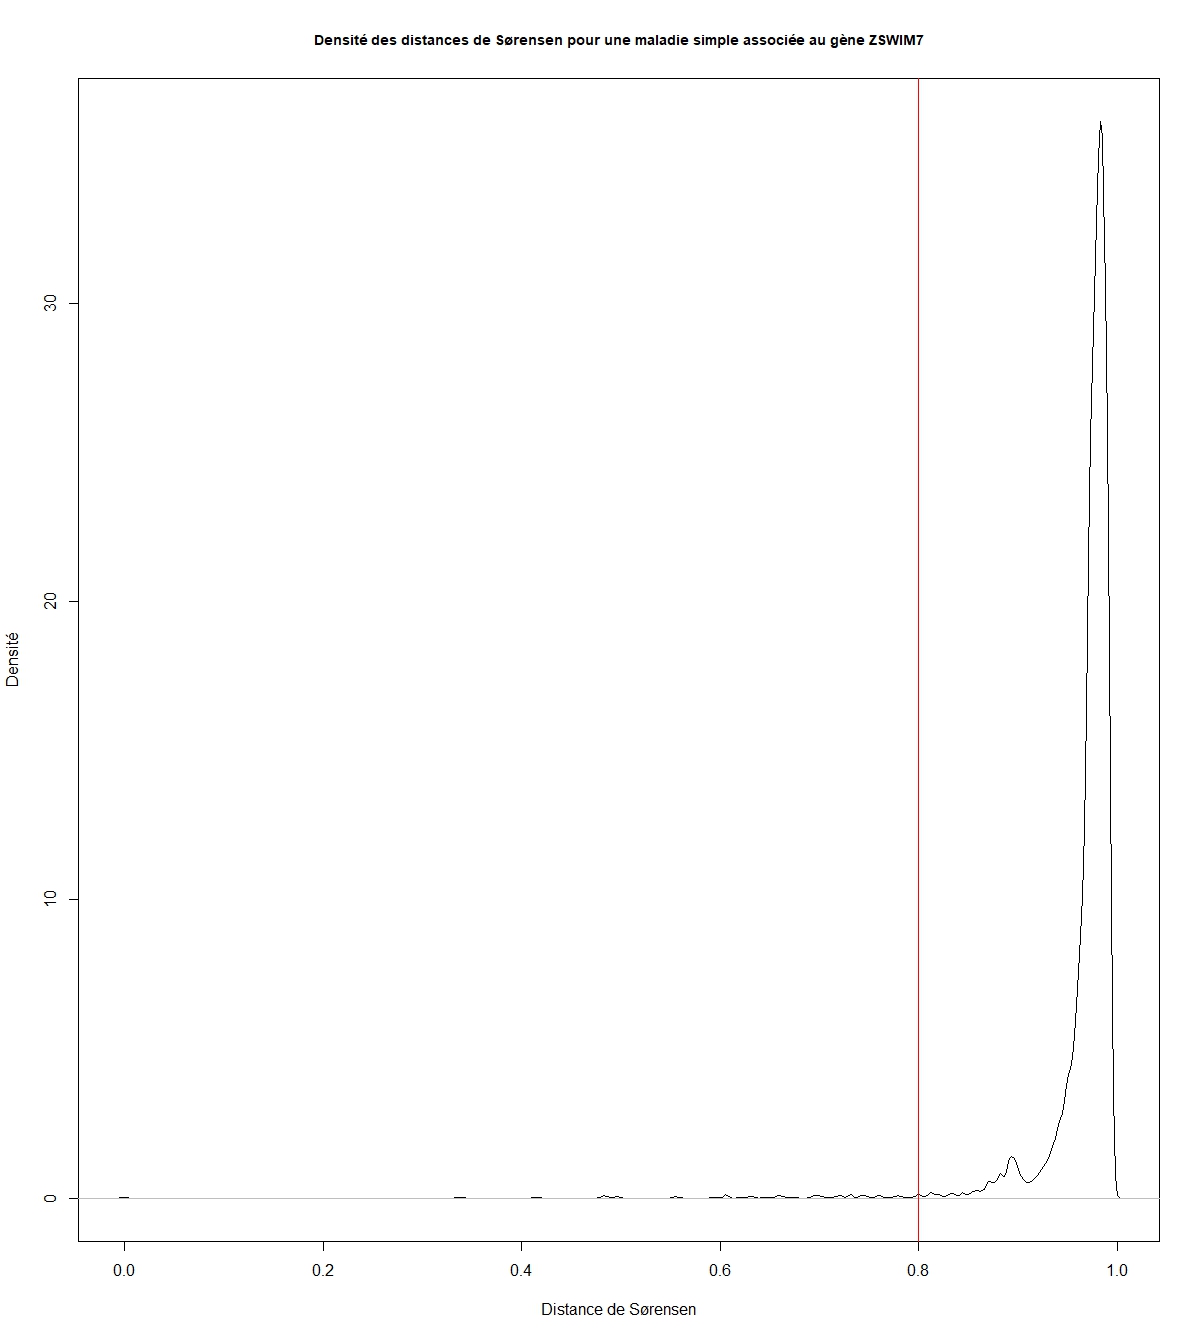 Densité des distances de Sørensen pour une maladie simple associée au gène ZSWIM7
30
20
10
0
Densité
0.0 0.2 0.4 0.6 0.8 1.0
Distance de Sørensen